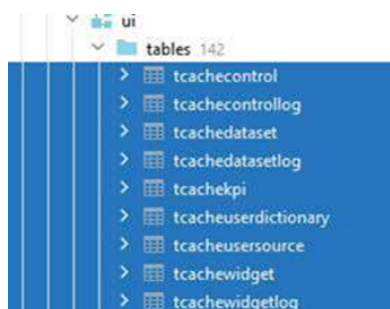 ui
tables 142
tcachecontrol
tcachecontrollog
tcachedataset
tcachedatasetlog
tcachekpi
tcacheuserdictionary
tcacheusersource
tcachewidget
tcachewidgetlog